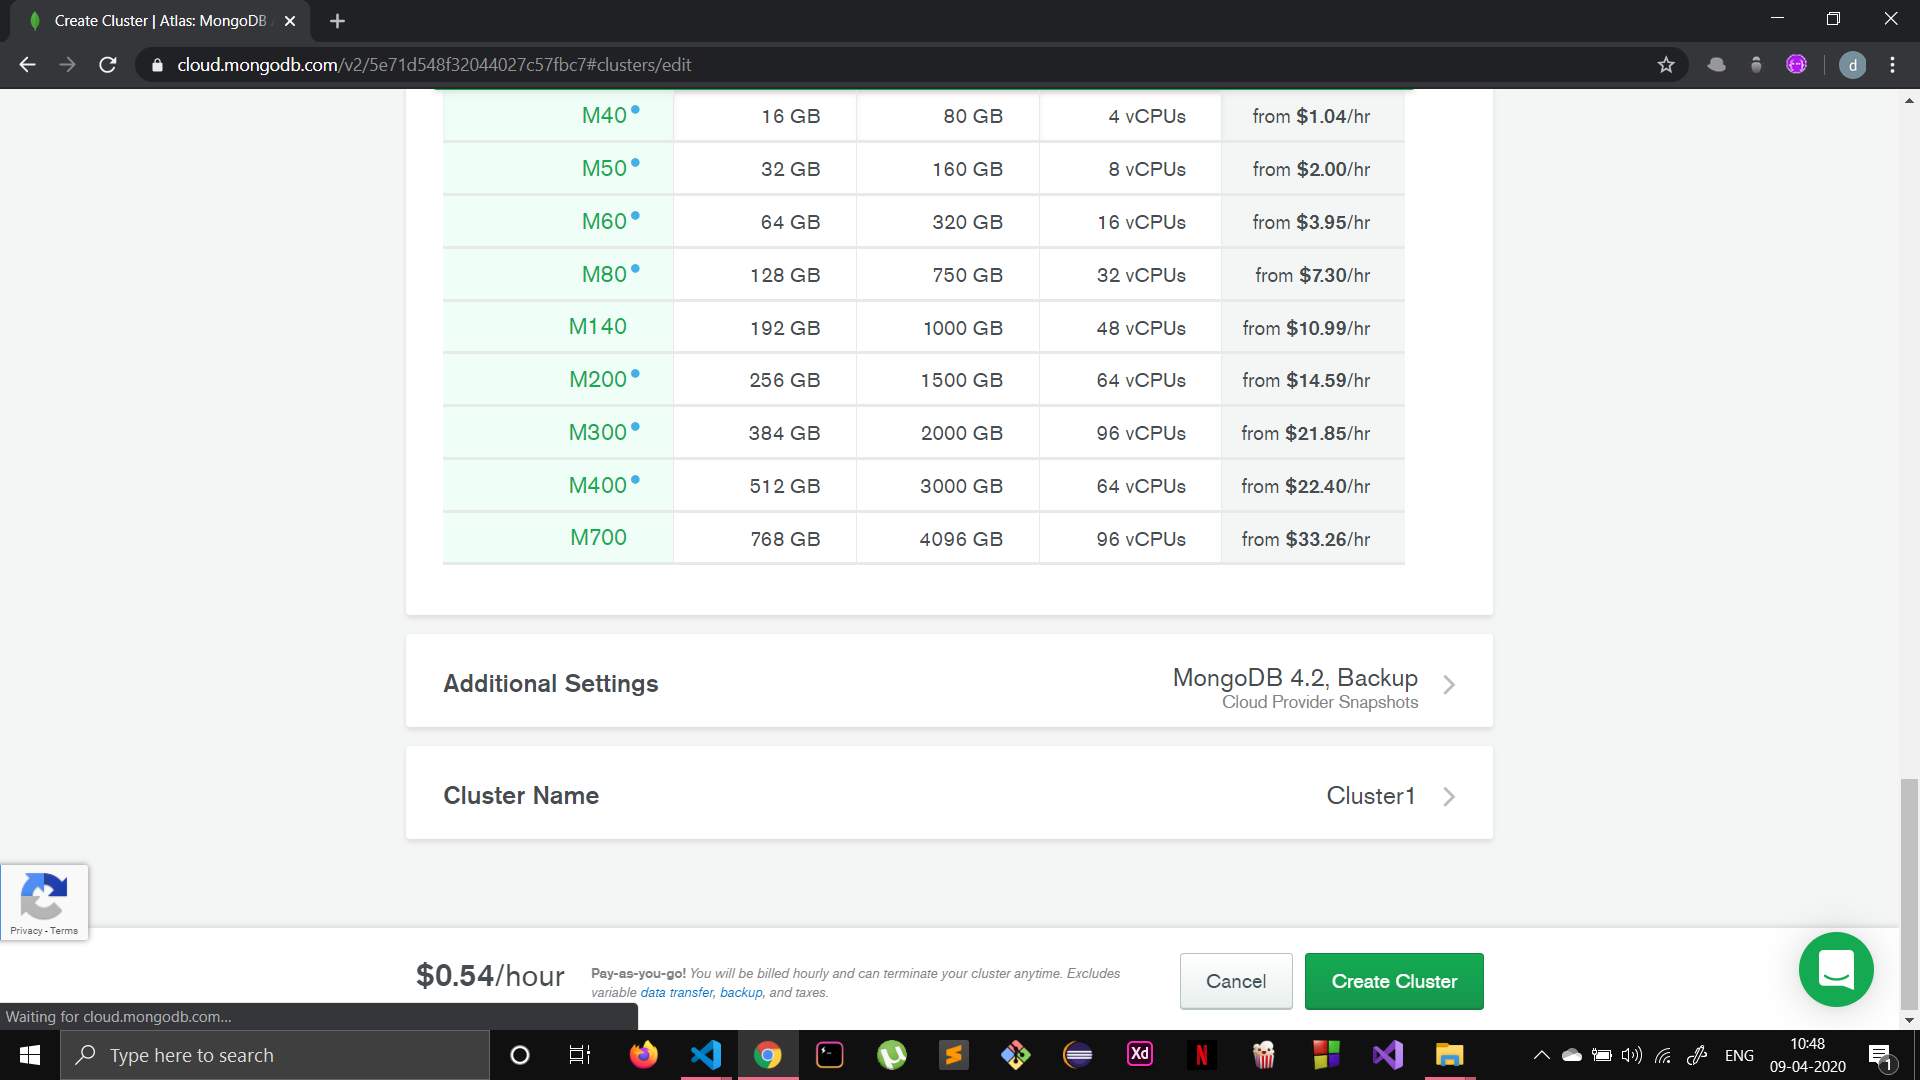 Create Cluster | Atlas: MongoDB
cloud.mongodb.com/v2/5e71d548f32044027c57fbc7#clusters/edit
d
M40 16 GB 80 GB 4 vCPUs from $1.04/hr
M50 32 GB 160 GB 8 vCPUs from $2.00/hr
M60 64 GB 320 GB 16 vCPUs from $3.95/hr
M80 128 GB 750 GB 32 vCPUs from $7.30/hr
M140 192 GB 1000 GB 48 vCPUs from $10.99/hr
M200 256 GB 1500 GB 64 vCPUs from $14.59/hr
M300 384 GB 2000 GB 96 vCPUs from $21.85/hr
M400 512 GB 3000 GB 64 vCPUs from $22.40/hr
M700 768 GB 4096 GB 96 vCPUs from $33.26/hr
Additional Settings MongoDB 4.2, Backup
Cloud Provider Snapshots
Cluster Name Cluster1
Privacy - Terms
$0.54/hour Pay-as-you-go! You will be billed hourly and can terminate your cluster anytime. Excludes
variable data transfer, backup, and taxes.
Cancel Create Cluster
Waiting for cloud.mongodb.com...
Type here to search
Xd
N
ENG
10:48
09-04-2020
1